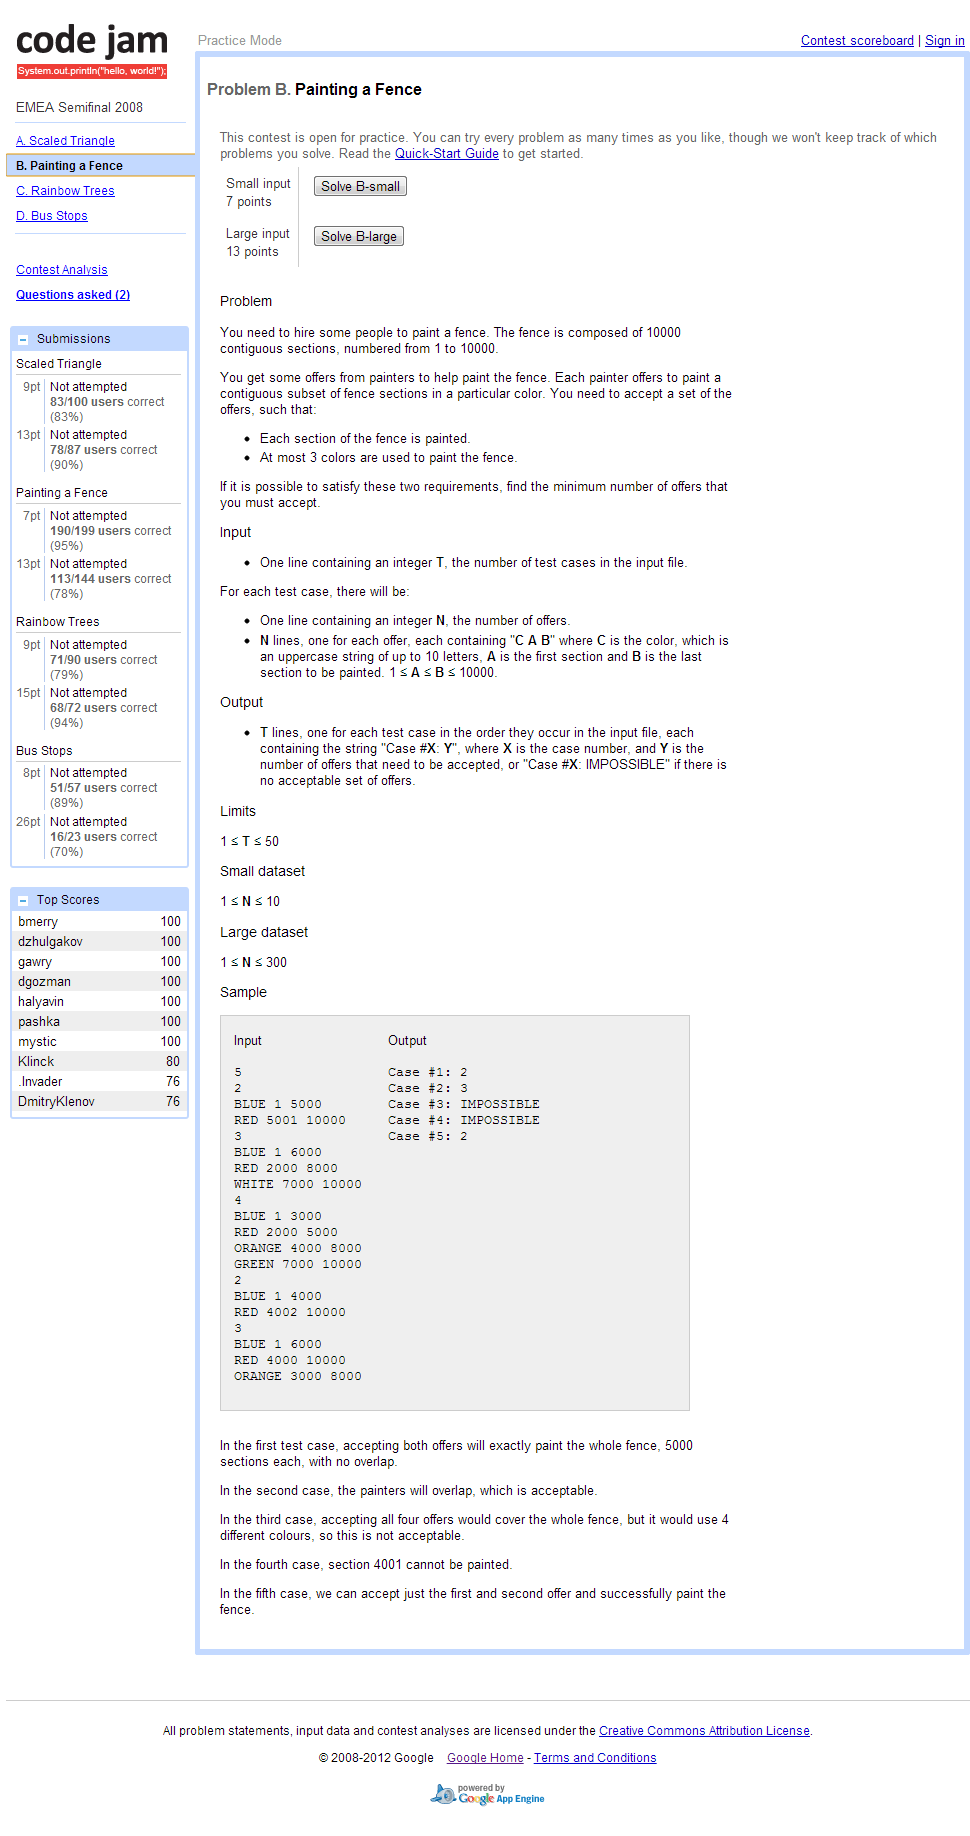 code jam
System.out.println("hello, world!");
Practice Mode
Contest scoreboard | Sign in
EMEA Semifinal 2008
A. Scaled Triangle
B. Painting a Fence
C. Rainbow Trees
D. Bus Stops
Contest Analysis
Questions asked (2)
Submissions
Scaled Triangle
9pt Not attempted
83/100 users correct
(83%)
13pt Not attempted
78/87 users correct
(90%)
Painting a Fence
7pt Not attempted
190/199 users correct
(95%)
13pt Not attempted
113/144 users correct
(78%)
Rainbow Trees
9pt Not attempted
71/90 users correct
(79%)
15pt Not attempted
68/72 users correct
(94%)
Bus Stops
8pt Not attempted
51/57 users correct
(89%)
26pt Not attempted
16/23 users correct
(70%)
Top Scores
bmerry 100
dzhulgakov 100
gawry 100
dgozman 100
halyavin 100
pashka 100
mystic 100
Klinck 80
.Invader 76
DmitryKlenov 76
Problem B. Painting a Fence
This contest is open for practice. You can try every problem as many times as you like, though we won't keep track of which
problems you solve. Read the Quick-Start Guide to get started.
Small input
7 points
Solve B-small
Large input
13 points
Solve B-large
Problem
You need to hire some people to paint a fence. The fence is composed of 10000
contiguous sections, numbered from 1 to 10000.
You get some offers from painters to help paint the fence. Each painter offers to paint a
contiguous subset of fence sections in a particular color. You need to accept a set of the
offers, such that:
• Each section of the fence is painted.
• At most 3 colors are used to paint the fence.
If it is possible to satisfy these two requirements, find the minimum number of offers that
you must accept.
Input
• One line containing an integer T, the number of test cases in the input file.
For each test case, there will be:
• One line containing an integer N, the number of offers.
• N lines, one for each offer, each containing "C A B" where C is the color, which is
an uppercase string of up to 10 letters, A is the first section and B is the last
section to be painted. 1 ≤ A ≤ B ≤ 10000.
Output
• T lines, one for each test case in the order they occur in the input file, each
containing the string "Case #X: Y", where X is the case number, and Y is the
number of offers that need to be accepted, or "Case #X: IMPOSSIBLE" if there is
no acceptable set of offers.
Limits
1 ≤ T ≤ 50
Small dataset
1 ≤ N ≤ 10
Large dataset
1 ≤ N ≤ 300
Sample
Input Output
5 Case #1: 2
2 Case #2: 3
BLUE 1 5000 Case #3: IMPOSSIBLE
RED 5001 10000 Case #4: IMPOSSIBLE
3 Case #5: 2
BLUE 1 6000
RED 2000 8000
WHITE 7000 10000
4
BLUE 1 3000
RED 2000 5000
ORANGE 4000 8000
GREEN 7000 10000
2
BLUE 1 4000
RED 4002 10000
3
BLUE 1 6000
RED 4000 10000
ORANGE 3000 8000
In the first test case, accepting both offers will exactly paint the whole fence, 5000
sections each, with no overlap.
In the second case, the painters will overlap, which is acceptable.
In the third case, accepting all four offers would cover the whole fence, but it would use 4
different colours, so this is not acceptable.
In the fourth case, section 4001 cannot be painted.
In the fifth case, we can accept just the first and second offer and successfully paint the
fence.
All problem statements, input data and contest analyses are licensed under the Creative Commons Attribution License.
© 2008-2012 Google Google Home - Terms and Conditions
powered by
Google App Engine